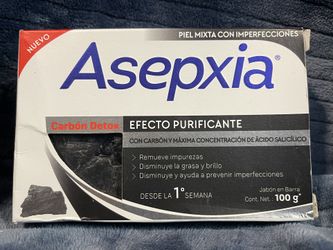 NUEVO
PIEL MIXTA CON IMPERFECCIONES
Asepxia®
Carbón Detox
EFECTO PURIFICANTE
CON CARBÓN Y MÁXIMA CONCENTRACIÓN DE ÁCIDO SALICÍLICO
• Remueve impurezas
• Disminuye la grasa y brillo
• Disminuye y ayuda a prevenir imperfecciones
DESDE LA 1° SEMANA
Jabón en Barra
Cont. Net. 100 g